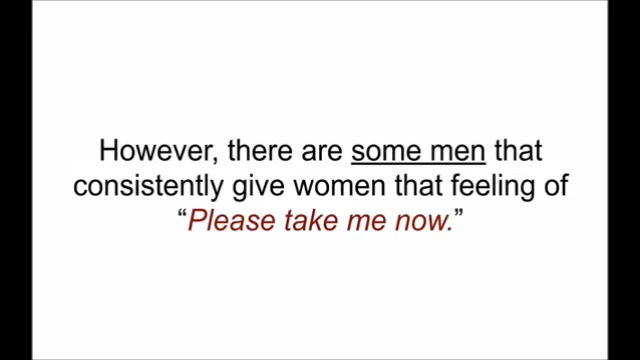 However, there are some men that
consistently give women that feeling of
“Please take me now.”